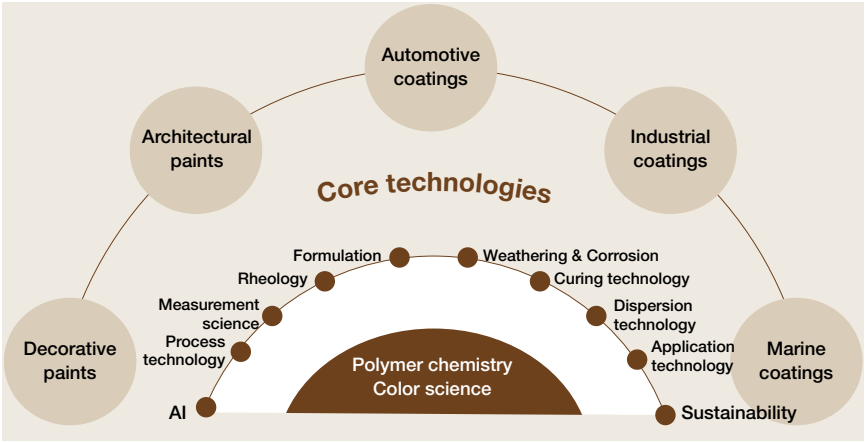 Automotive
coatings
Architectural
paints
Industrial
coatings
Core technologies
Formulation
Weathering & Corrosion
Rheology
Curing technology
Measurement
science
Dispersion
technology
Process
technology
Application
technology
Decorative
paints
Marine
coatings
Polymer chemistry
Color science
AI
Sustainability